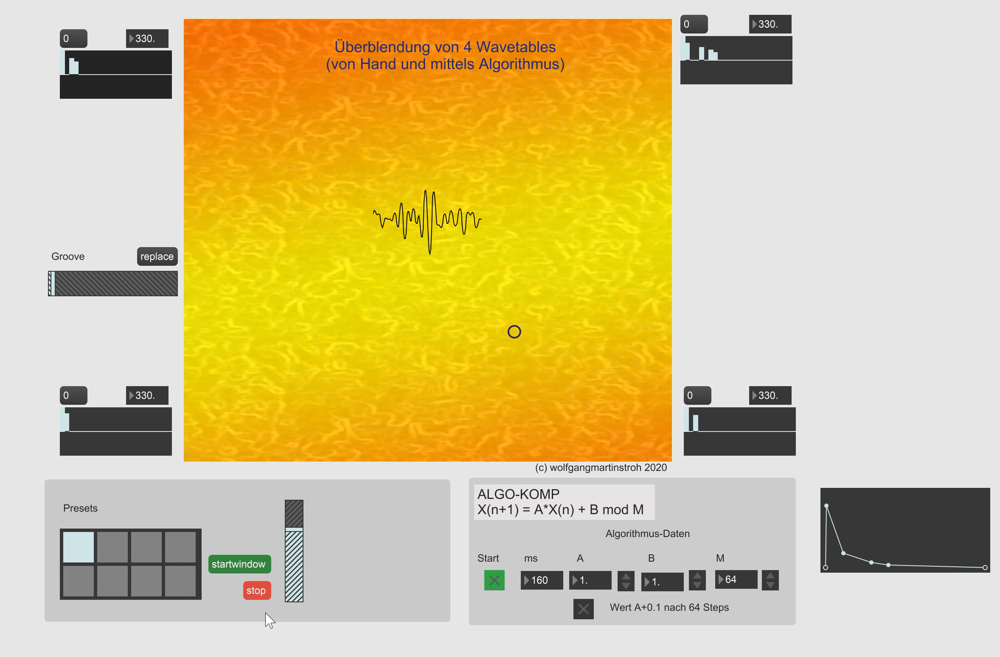 0 330.
0 330.
Überblendung von 4 Wavetables
(von Hand und mittels Algorithmus)
Groove replace
0 330.
0 330.
(c) wolfgangmartinstroh 2020
Presets
startwindow
stop
ALGO-KOMP
X(n+1) = A*X(n) + B mod M
Algorithmus-Daten
Start ms A B M
160 1. 1. 64
Wert A+0.1 nach 64 Steps